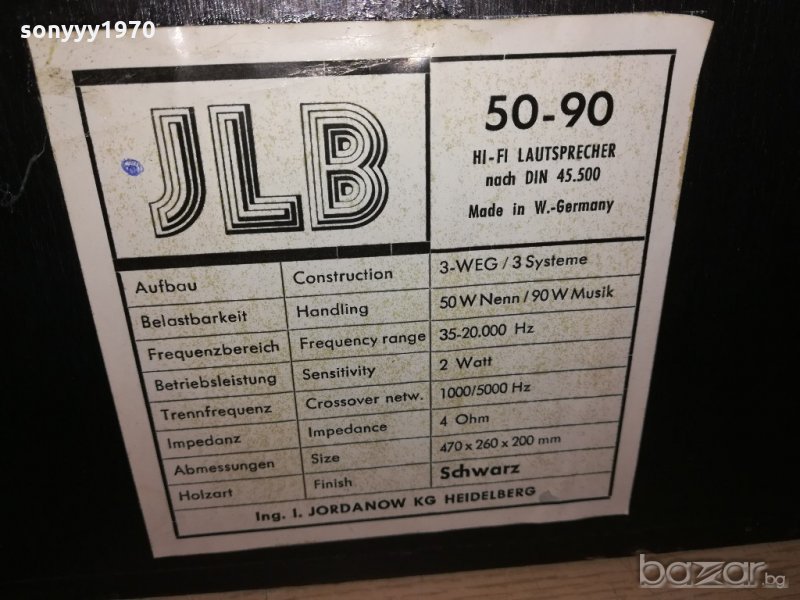 sonyyy1970
JLB
50-90
HI-FI LAUTSPRECHER
nach DIN 45.500
Made in W.-Germany
Aufbau Construction 3-WEG / 3 Systeme
Belastbarkeit Handling 50 W Nenn / 90 W Musik
Frequenzbereich Frequency range 35-20.000 Hz
Betriebsleistung Sensitivity 2 Watt
Trennfrequenz Crossover netw. 1000/5000 Hz
Impedanz Impedance 4 Ohm
Abmessungen Size 470 x 260 x 200 mm
Holzart Finish Schwarz
Ing. I. JORDANOW KG HEIDELBERG
bazar.bg